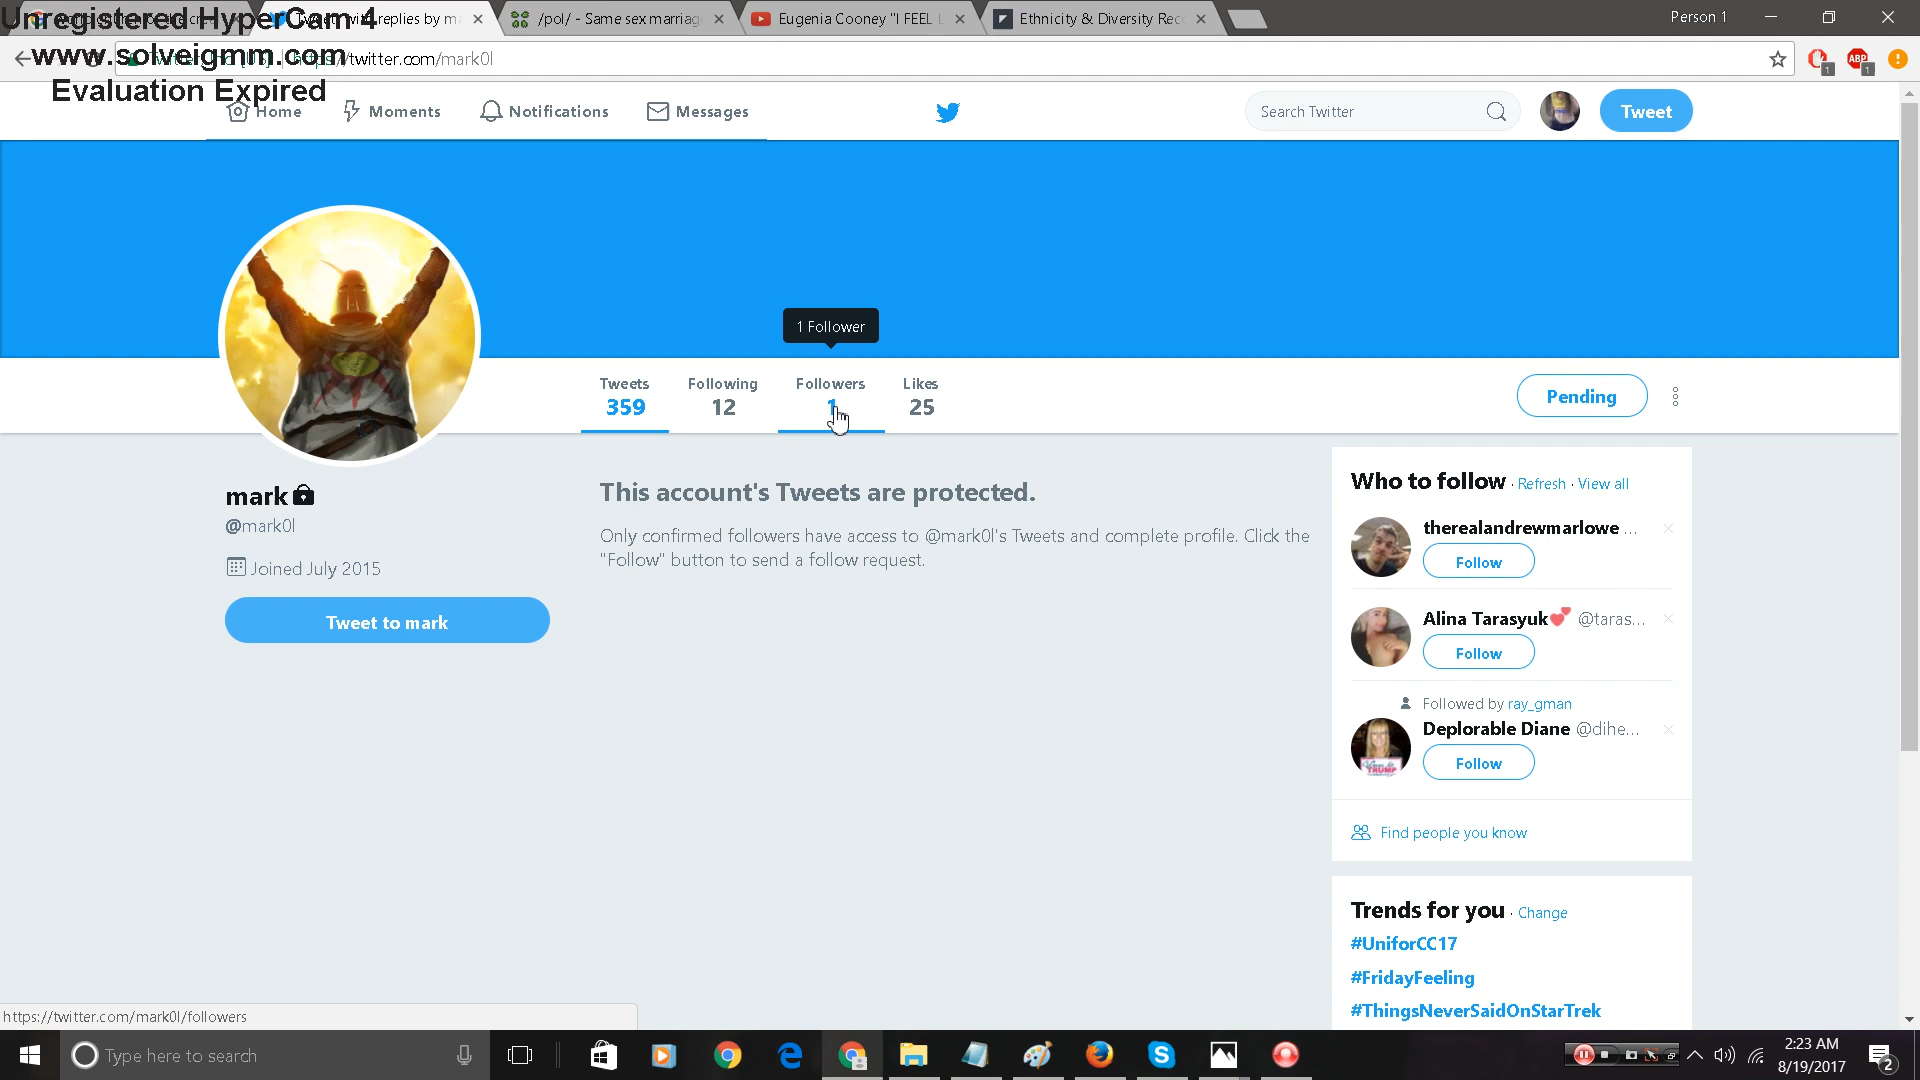 Unregistered HyperCam 4
www.solveigmm.com
Evaluation Expired
/pol/ - Same sex marriag
Eugenia Cooney "I FEEL L
Ethnicity & Diversity Rec
Person 1
twitter.com/mark0l
Home
Moments
Notifications
Messages
Search Twitter
Tweet
1 Follower
Tweets
359
Following
12
Followers
1
Likes
25
Pending
mark
@mark0l
Joined July 2015
Tweet to mark
This account's Tweets are protected.
Only confirmed followers have access to @mark0l's Tweets and complete profile. Click the
"Follow" button to send a follow request.
Who to follow · Refresh · View all
therealandrewmarlowe ...
Follow
Alina Tarasyuk💕 @taras...
Follow
Followed by ray_gman
Deplorable Diane @dihe...
TRUMP
Follow
Find people you know
Trends for you · Change
#UniforCC17
#FridayFeeling
#ThingsNeverSaidOnStarTrek
https://twitter.com/mark0l/followers
Type here to search
2:23 AM
8/19/2017
2